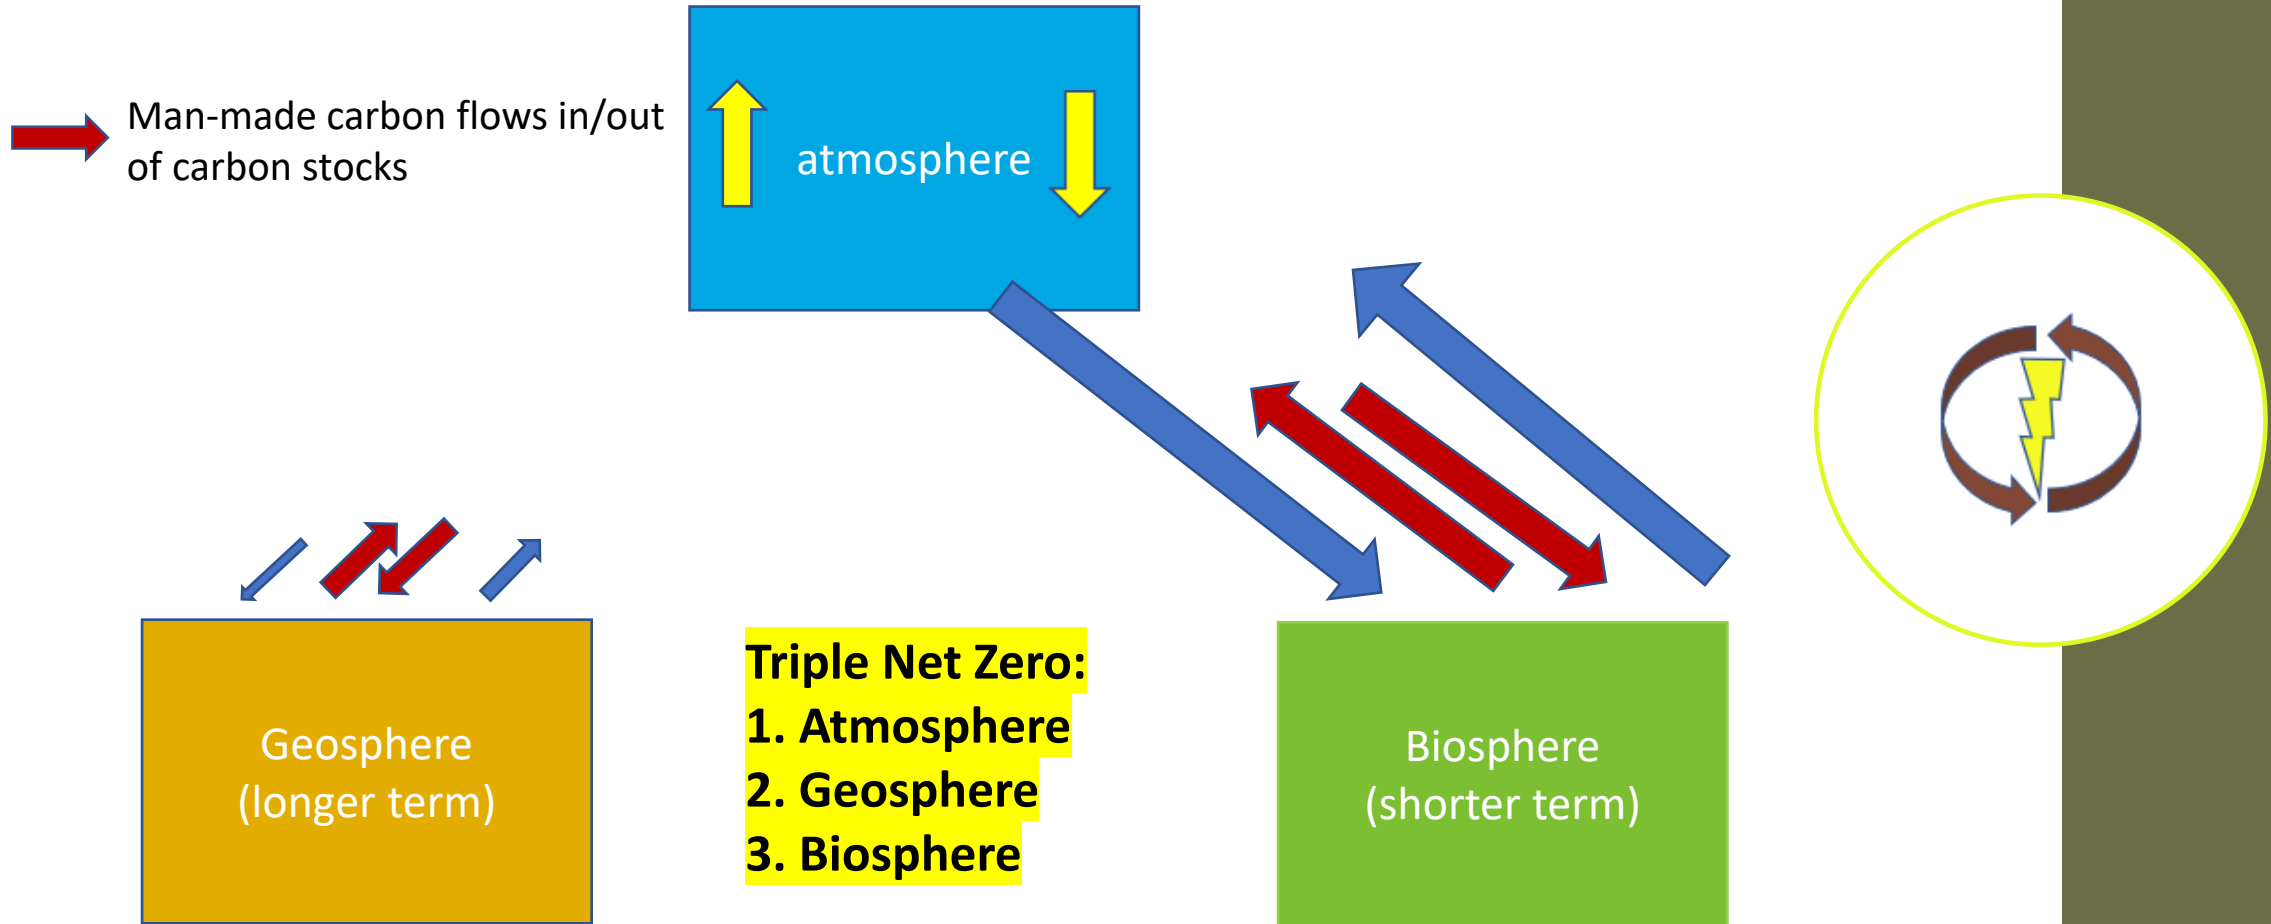 Man-made carbon flows in/out
of carbon stocks
atmosphere
Geosphere
(longer term)
Triple Net Zero:
1. Atmosphere
2. Geosphere
3. Biosphere
Biosphere
(shorter term)